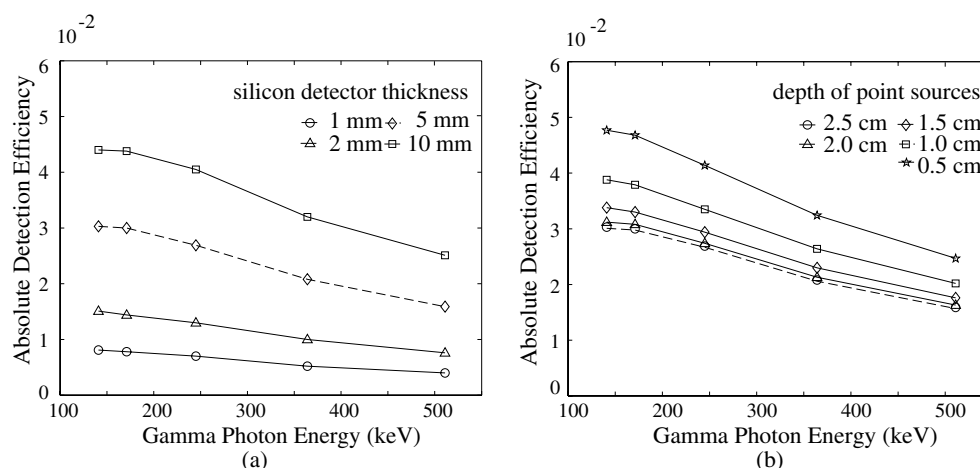 10⁻²
6
5
4
3
2
1
0
Absolute Detection Efficiency
silicon detector thickness
1 mm 5 mm
2 mm 10 mm
100 200 300 400 500
Gamma Photon Energy (keV)
(a)
10⁻²
6
5
4
3
2
1
0
Absolute Detection Efficiency
depth of point sources
2.5 cm 1.5 cm
2.0 cm 1.0 cm
0.5 cm
100 200 300 400 500
Gamma Photon Energy (keV)
(b)